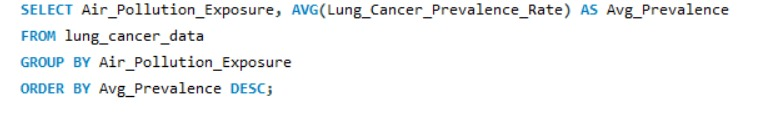 SELECT Air_Pollution_Exposure, AVG(Lung_Cancer_Prevalence_Rate) AS Avg_Prevalence
FROM lung_cancer_data
GROUP BY Air_Pollution_Exposure
ORDER BY Avg_Prevalence DESC;